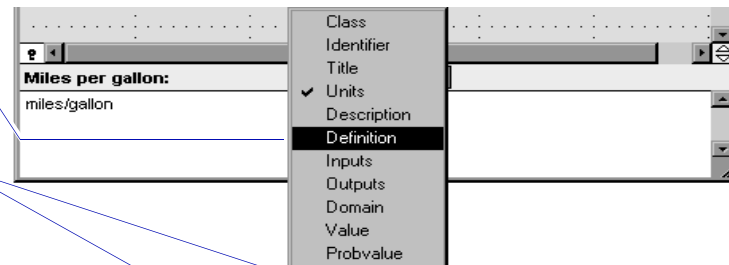 Class
Identifier
Title
✔ Units
Description
Definition
Inputs
Outputs
Domain
Value
Probvalue
?
Miles per gallon:
miles/gallon